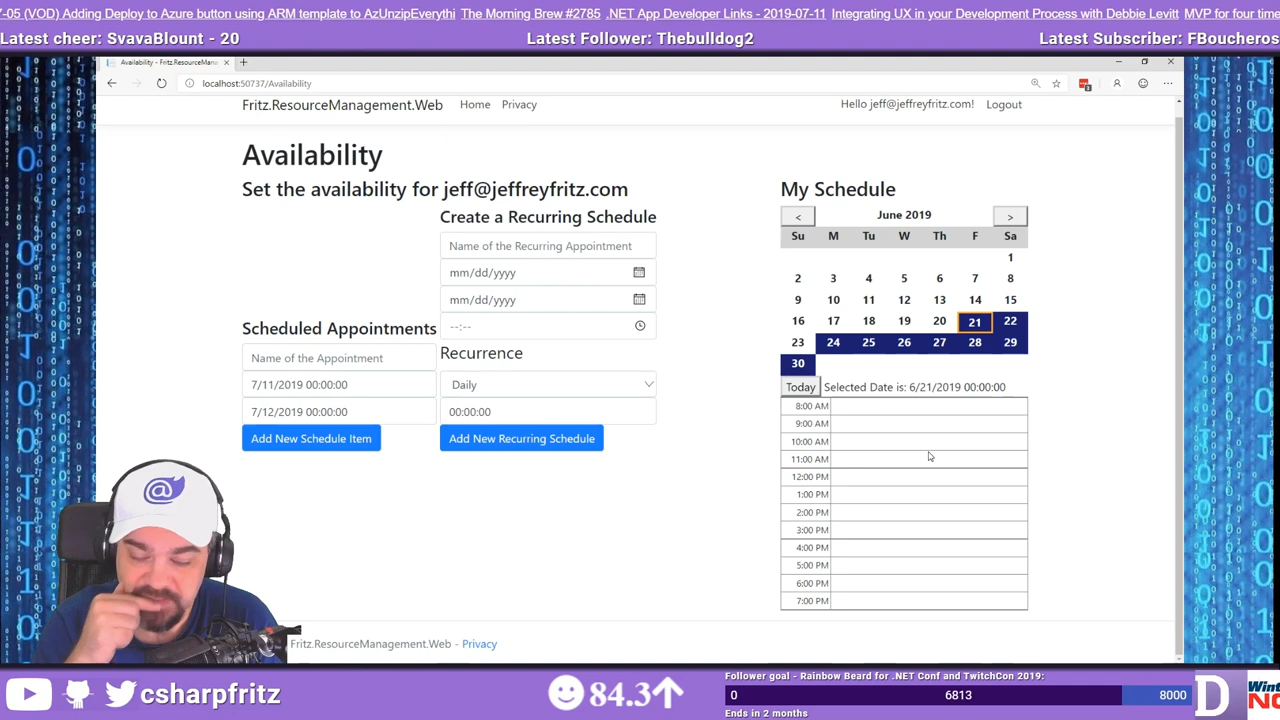 7-05 (VOD) Adding Deploy to Azure button using ARM template to AzUnzipEverythi The Morning Brew #2785 .NET App Developer Links - 2019-07-11 Integrating UX in your Development Process with Debbie Levitt MVP for four time
Latest cheer: SvavaBlount - 20 Latest Follower: Thebulldog2 Latest Subscriber: FBoucheros
Availability - Fritz.ResourceMana
localhost:50737/Availability
Fritz.ResourceManagement.Web Home Privacy Hello jeff@jeffreyfritz.com! Logout
Availability
Set the availability for jeff@jeffreyfritz.com
Create a Recurring Schedule
Name of the Recurring Appointment
mm/dd/yyyy
mm/dd/yyyy
--:--
Scheduled Appointments
Name of the Appointment
7/11/2019 00:00:00
7/12/2019 00:00:00
Add New Schedule Item
Recurrence
Daily
00:00:00
Add New Recurring Schedule
My Schedule
< June 2019 >
Su M Tu W Th F Sa
1
2 3 4 5 6 7 8
9 10 11 12 13 14 15
16 17 18 19 20 21 22
23 24 25 26 27 28 29
30
Today Selected Date is: 6/21/2019 00:00:00
8:00 AM
9:00 AM
10:00 AM
11:00 AM
12:00 PM
1:00 PM
2:00 PM
3:00 PM
4:00 PM
5:00 PM
6:00 PM
7:00 PM
Fritz.ResourceManagement.Web - Privacy
csharpfritz
84.3
Follower goal - Rainbow Beard for .NET Conf and TwitchCon 2019:
0 6813 8000
Ends in 2 months